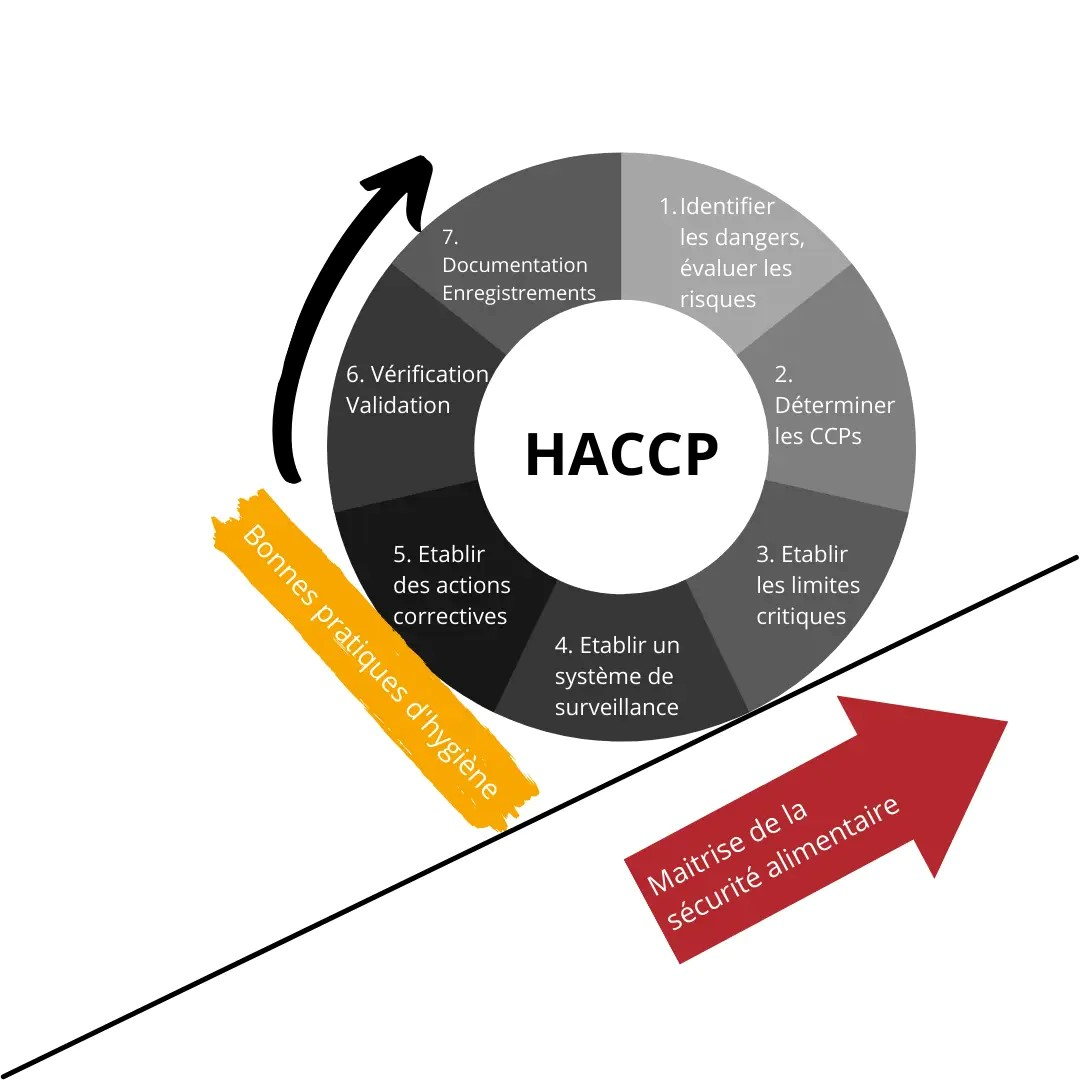 1. Identifier
les dangers,
évaluer les
risques
2.
Déterminer
les CCPs
3. Etablir
les limites
critiques
4. Etablir un
système de
surveillance
5. Etablir
des actions
correctives
6. Vérification
Validation
7.
Documentation
Enregistrements
HACCP
Bonnes pratiques d'hygiène
Maitrise de la
sécurité alimentaire